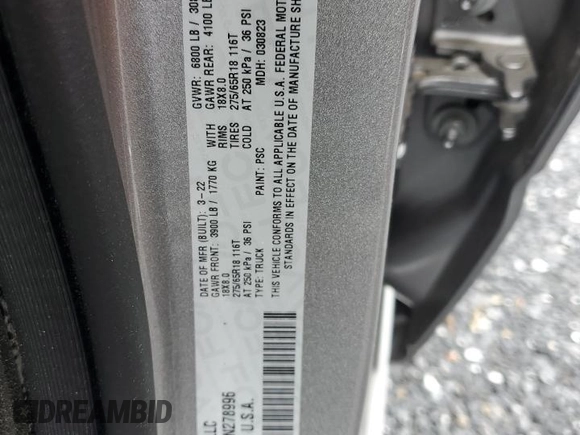 DATE OF MFR (BUILT): 3-22 GVWR: 6800 LB /
GAWR FRONT: 3900 LB / 1770 KG WITH GAWR REAR: 4100 LB
18X8.0 RIMS 18X8.0
275/65R18 116T TIRES 275/65R18 116T
AT 250 kPa / 36 PSI COLD AT 250 kPa / 36 PSI
TYPE: TRUCK PAINT: PSC MDH: 030823
THIS VEHICLE CONFORMS TO ALL APPLICABLE U.S.A. FEDERAL MOTOR
STANDARDS IN EFFECT ON THE DATE OF MANUFACTURE
LLC
N278996
U.S.A.
DREAMBID